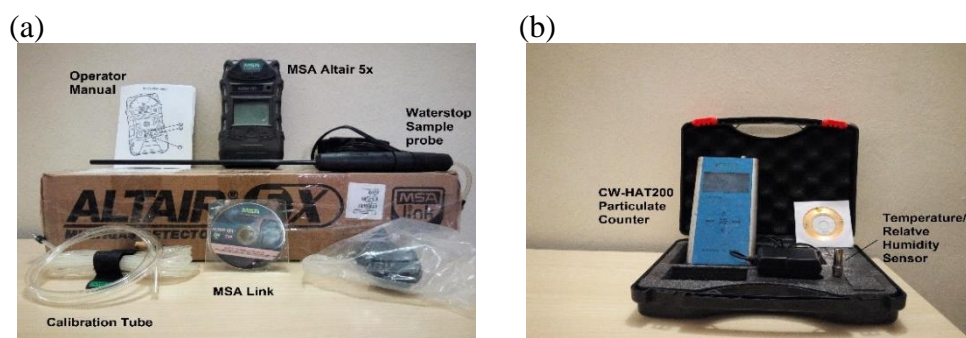 (a)
(b)
Operator
Manual
MSA Altair 5x
Waterstop
Sample
probe
ALTAIR 5X
MSA
link
MSA Link
Calibration Tube
CW-HAT200
Particulate
Counter
Temperature/
Relatve
Humidity
Sensor